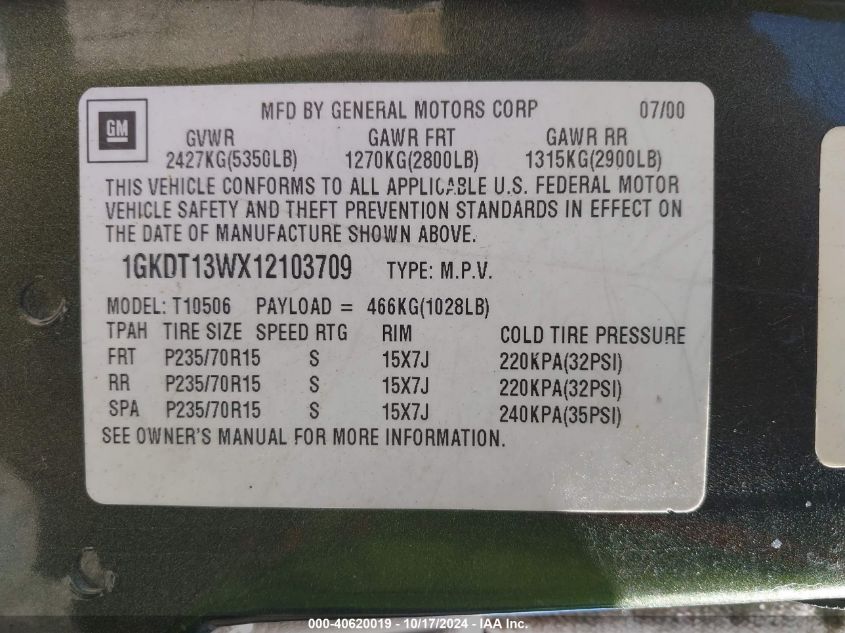 MFD BY GENERAL MOTORS CORP 07/00
GM
GVWR GAWR FRT GAWR RR
2427KG(5350LB) 1270KG(2800LB) 1315KG(2900LB)
THIS VEHICLE CONFORMS TO ALL APPLICABLE U.S. FEDERAL MOTOR
VEHICLE SAFETY AND THEFT PREVENTION STANDARDS IN EFFECT ON
THE DATE OF MANUFACTURE SHOWN ABOVE.
1GKDT13WX12103709 TYPE: M.P.V.
MODEL: T10506 PAYLOAD = 466KG(1028LB)
TPAH TIRE SIZE SPEED RTG RIM COLD TIRE PRESSURE
FRT P235/70R15 S 15X7J 220KPA(32PSI)
RR P235/70R15 S 15X7J 220KPA(32PSI)
SPA P235/70R15 S 15X7J 240KPA(35PSI)
SEE OWNER'S MANUAL FOR MORE INFORMATION.
000-40620019 - 10/17/2024 - IAA Inc.